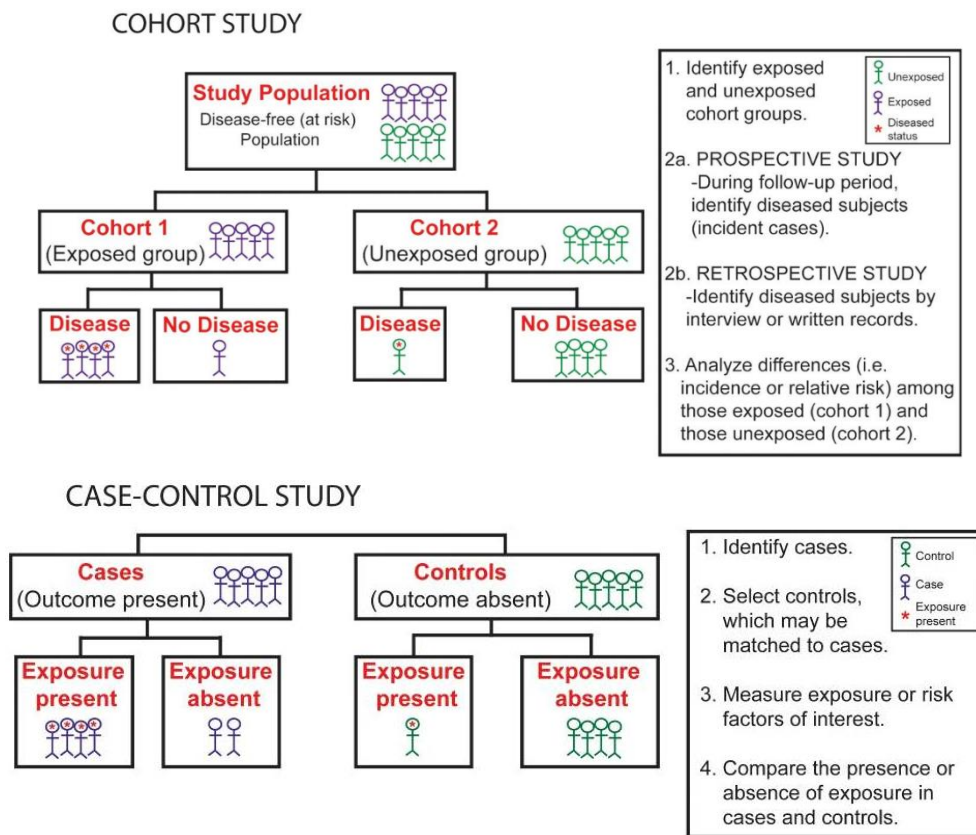 COHORT STUDY
Study Population
Disease-free (at risk)
Population
Cohort 1
(Exposed group)
Cohort 2
(Unexposed group)
Disease
No Disease
Disease
No Disease
1. Identify exposed
and unexposed
cohort groups.
Unexposed
Exposed
* Diseased
status
2a. PROSPECTIVE STUDY
-During follow-up period,
identify diseased subjects
(incident cases).
2b. RETROSPECTIVE STUDY
-Identify diseased subjects by
interview or written records.
3. Analyze differences (i.e.
incidence or relative risk) among
those exposed (cohort 1) and
those unexposed (cohort 2).
CASE-CONTROL STUDY
Cases
(Outcome present)
Controls
(Outcome absent)
Exposure
present
Exposure
absent
Exposure
present
Exposure
absent
1. Identify cases.
Control
Case
* Exposure
present
2. Select controls,
which may be
matched to cases.
3. Measure exposure or risk
factors of interest.
4. Compare the presence or
absence of exposure in
cases and controls.